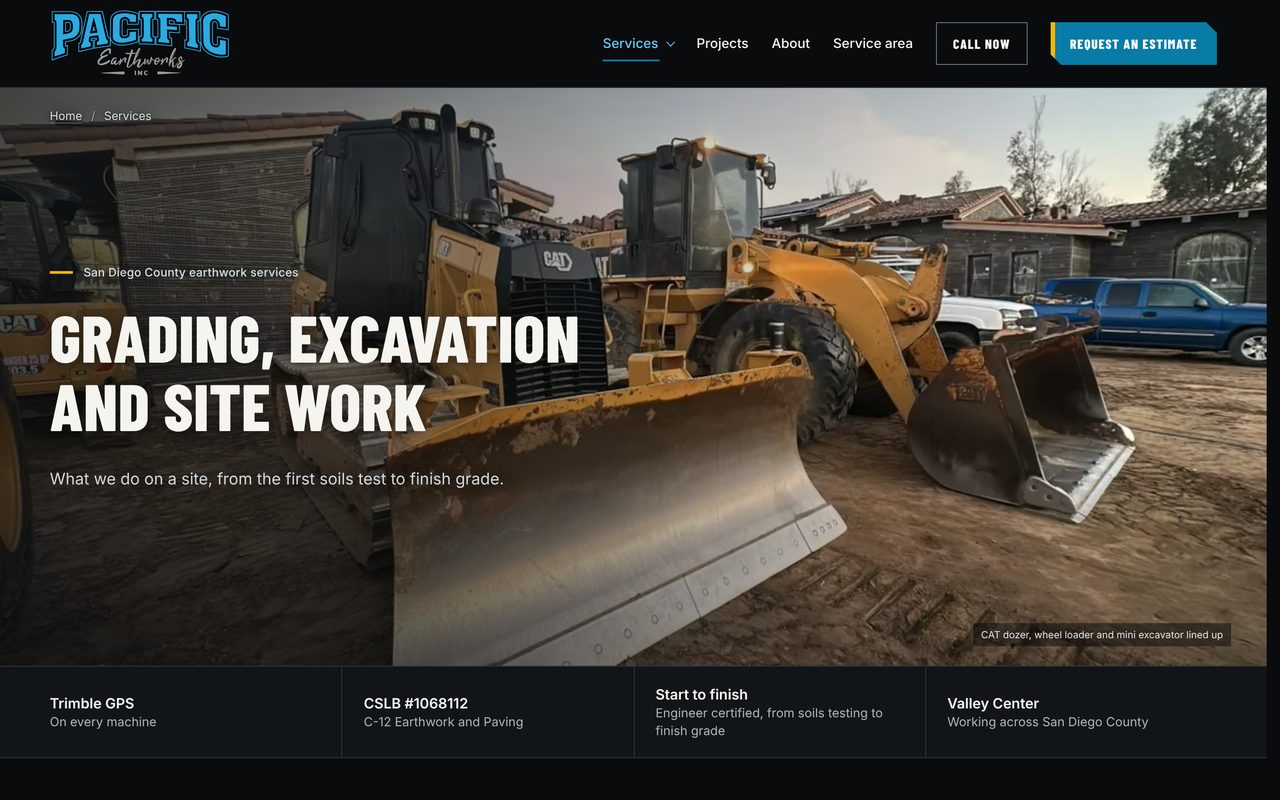 PACIFIC
Earthworks
INC
Services
Projects
About
Service area
CALL NOW
REQUEST AN ESTIMATE
Home / Services
CAT
WL6
San Diego County earthwork services
CAT
GRADING, EXCAVATION
AND SITE WORK
What we do on a site, from the first soils test to finish grade.
CAT dozer, wheel loader and mini excavator lined up
Trimble GPS
On every machine
CSLB #1068112
C-12 Earthwork and Paving
Start to finish
Engineer certified, from soils testing to
finish grade
Valley Center
Working across San Diego County